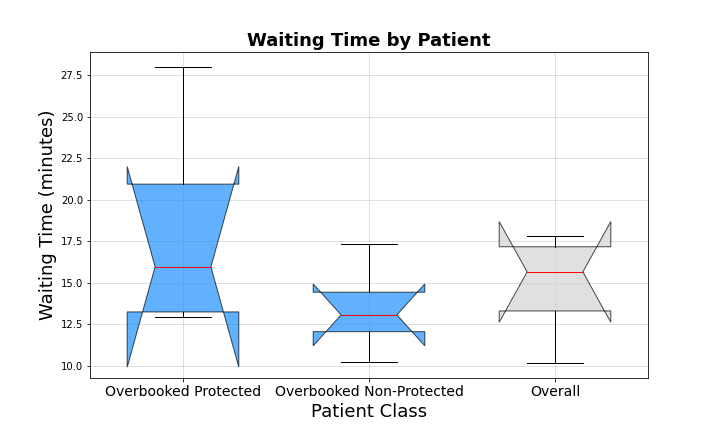 Waiting Time by Patient
Waiting Time (minutes)
27.5
25.0
22.5
20.0
17.5
15.0
12.5
10.0
Overbooked Protected Overbooked Non-Protected Overall
Patient Class